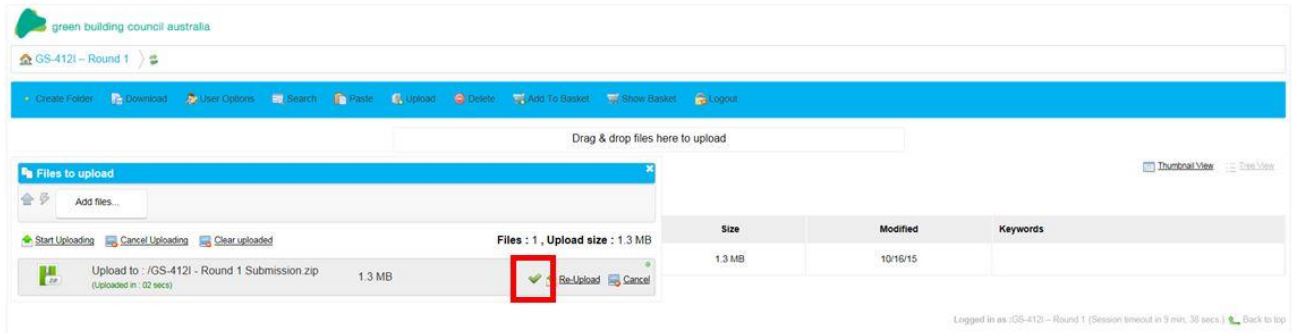 green building council australia
GS-412I – Round 1
Create Folder Download User Options Search Paste Upload Delete Add To Basket Show Basket Logout
Drag & drop files here to upload
Files to upload
Thumbnail View Tree View
Add files...
Start Uploading Cancel Uploading Clear uploaded Files : 1 , Upload size : 1.3 MB
Size Modified Keywords
Upload to : /GS-412I - Round 1 Submission.zip 1.3 MB Re-Upload Cancel
(Uploaded in : 02 secs)
1.3 MB 10/16/15
Logged in as :/GS-412I – Round 1 (Session timeout in 9 min, 38 secs.) Back to top